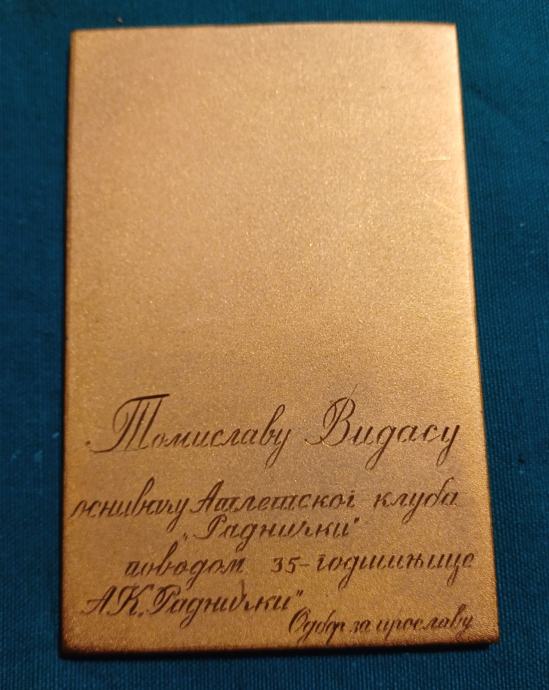 Томиславу Видасу
оснивачу Атлетског клуба
„Раднички"
поводом 35-годишњице
А.К. „Раднички"
Одбор за прославу